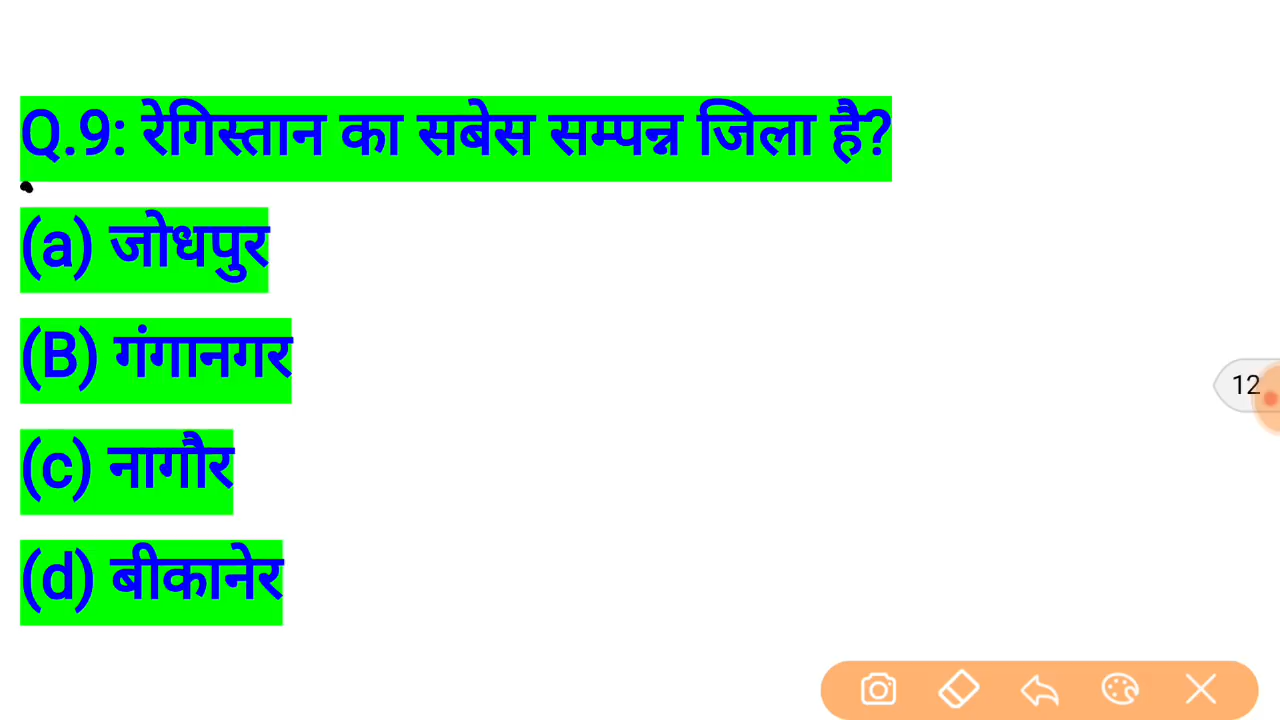 Q.9: रेगिस्तान का सबेस सम्पन्न जिला है?
(a) जोधपुर
(B) गंगानगर
(c) नागौर
12
(d) बीकानेर